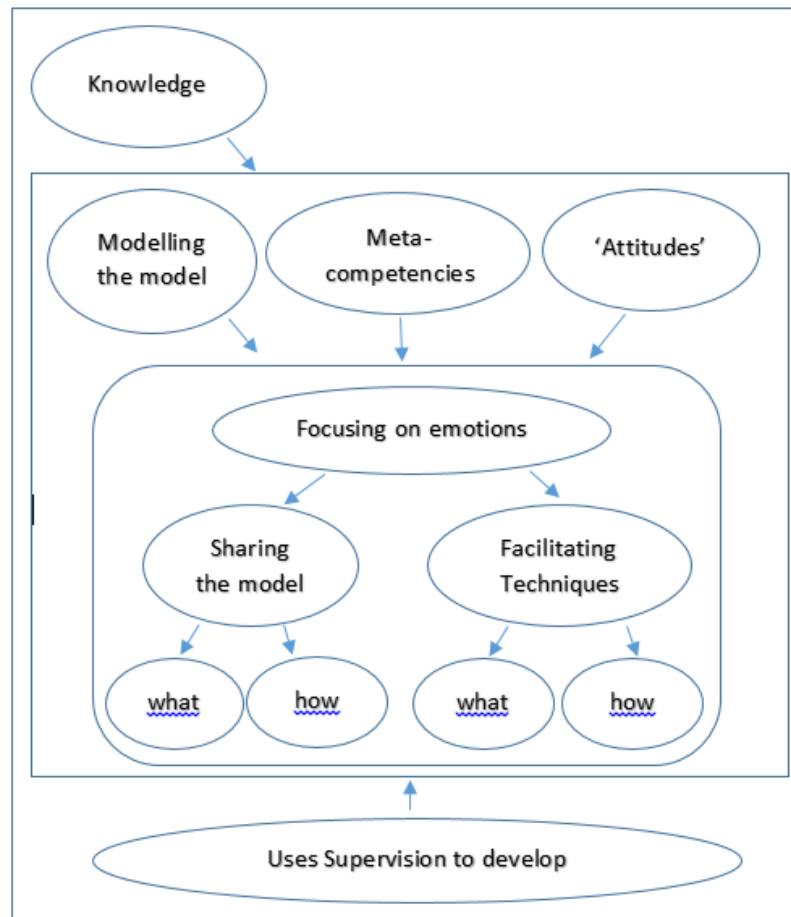 Knowledge
Modelling
the model
Meta-
competencies
‘Attitudes’
Focusing on emotions
Sharing
the model
Facilitating
Techniques
what
how
what
how
Uses Supervision to develop